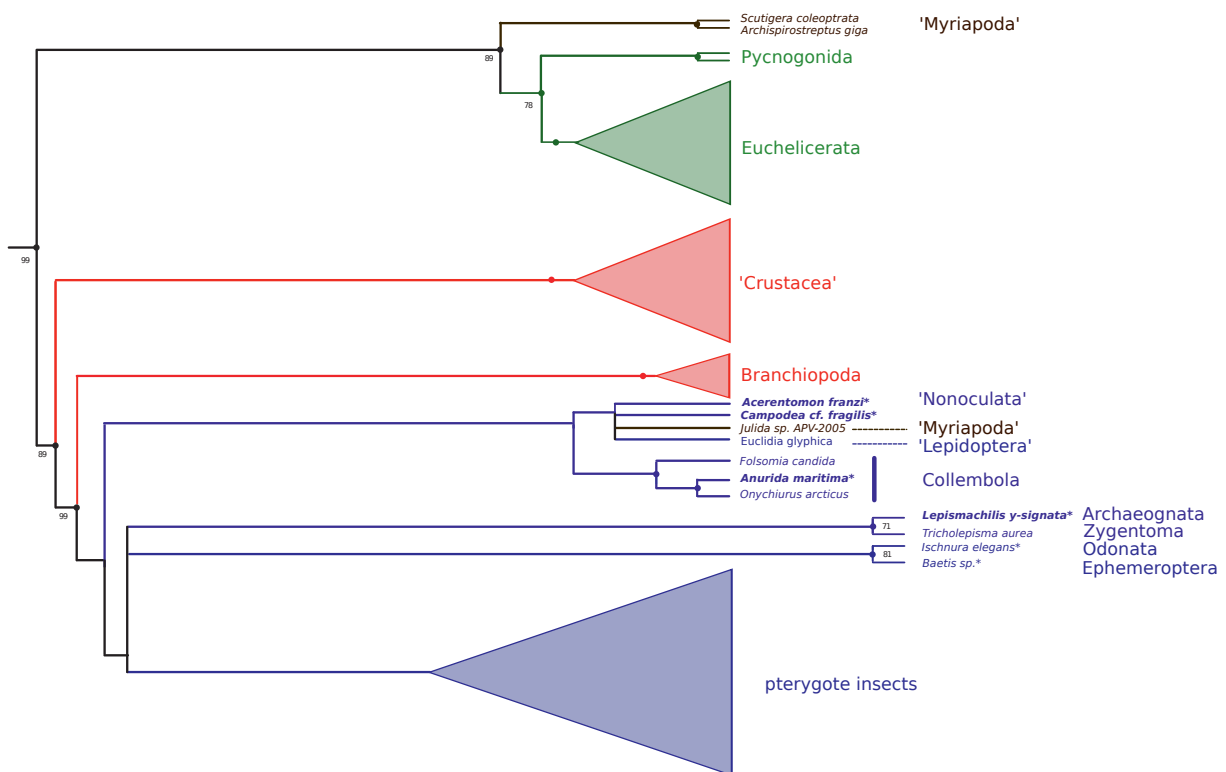 Scutigera coleoptrata
Archispirostreptus giga
'Myriapoda'
89
Pycnogonida
78
Euchelicerata
99
'Crustacea'
Branchiopoda
Acerentomon franzi*
'Nonoculata'
Campodea cf. fragilis*
Julida sp. APV-2005
'Myriapoda'
Euclidia glyphica
'Lepidoptera'
89
Folsomia candida
Anurida maritima*
Collembola
Onychiurus arcticus
99
Lepismachilis y-signata*
Archaeognata
71
Tricholepisma aurea
Zygentoma
Ischnura elegans*
Odonata
81
Baetis sp.*
Ephemeroptera
pterygote insects